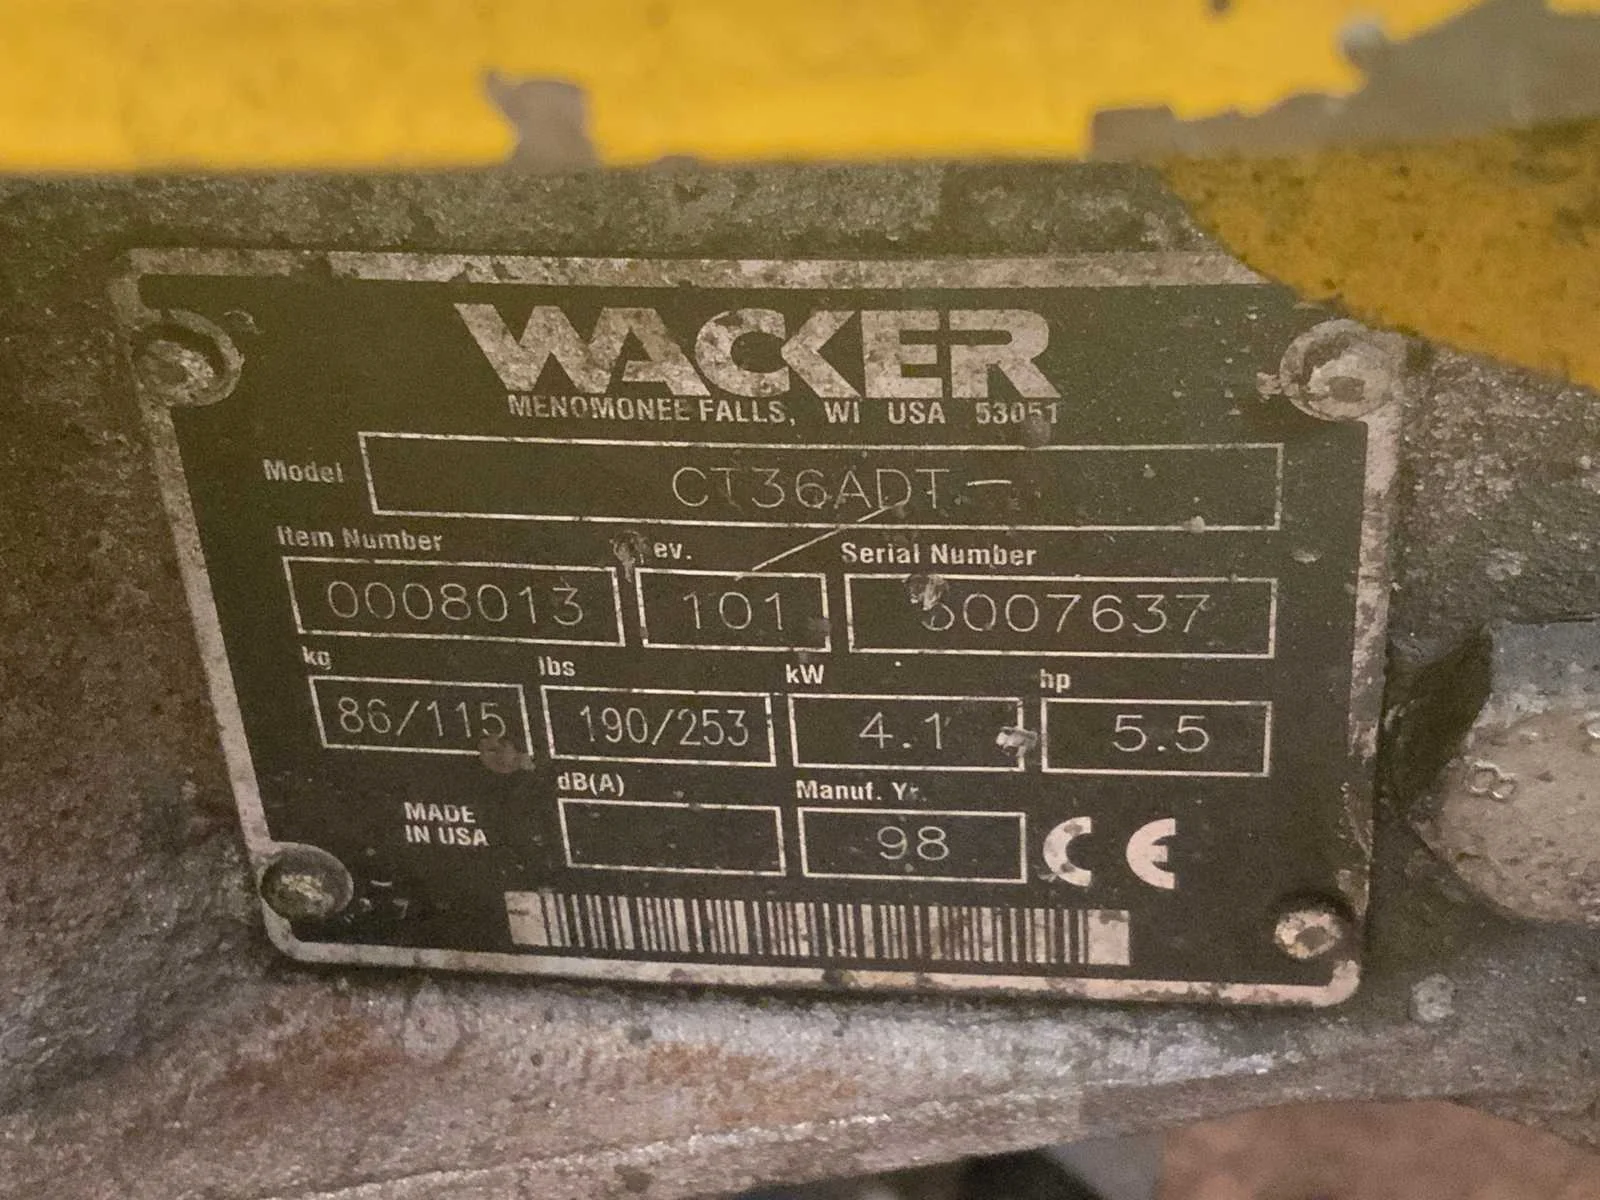 WACKER
MENOMONEE FALLS, WI USA 53051
Model CT36ADT
Item Number ev. Serial Number
0008013 101 007637
kg lbs kW hp
86/115 190/253 4.1 5.5
dB(A) Manuf. Yr.
MADE
IN USA
98 CE